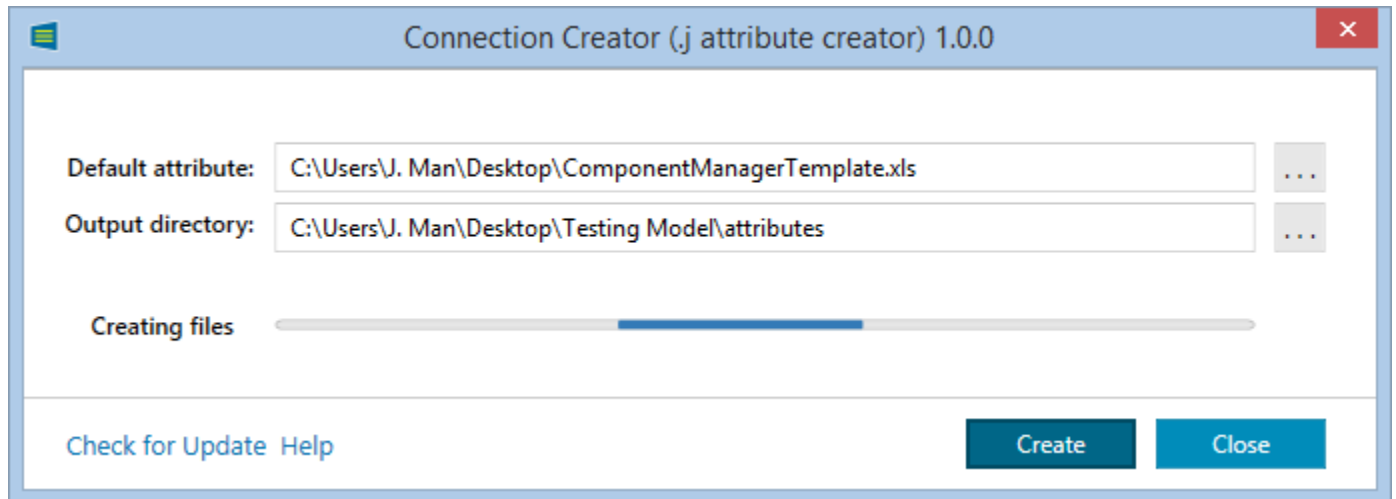 Connection Creator (.j attribute creator) 1.0.0
Default attribute: C:\Users\J. Man\Desktop\ComponentManagerTemplate.xls ...
Output directory: C:\Users\J. Man\Desktop\Testing Model\attributes ...
Creating files
Check for Update Help Create Close